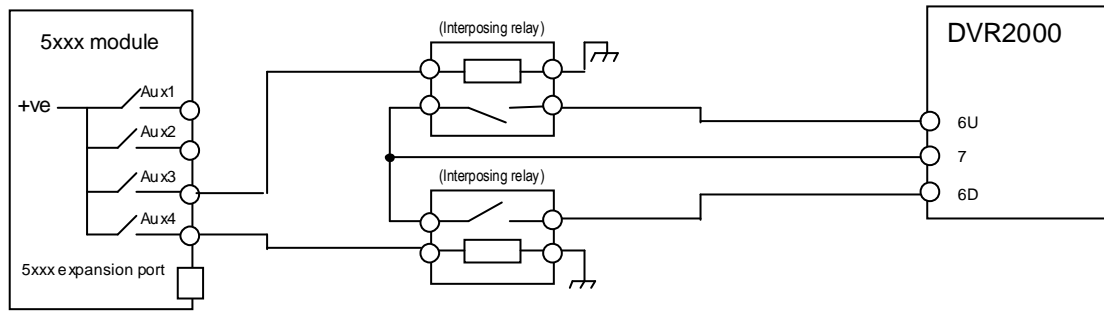 5xxx module
+ve
Aux1
Aux2
Aux3
Aux4
5xxx expansion port
(Interposing relay)
(Interposing relay)
DVR2000
6U
7
6D